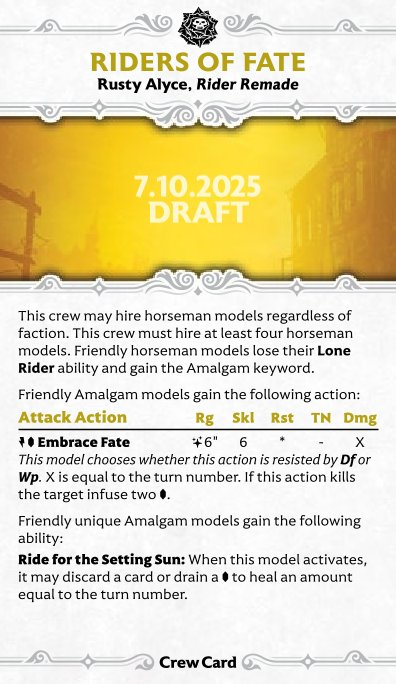 RIDERS OF FATE
Rusty Alyce, Rider Remade
7.10.2025
DRAFT
This crew may hire horseman models regardless of
faction. This crew must hire at least four horseman
models. Friendly horseman models lose their Lone
Rider ability and gain the Amalgam keyword.
Friendly Amalgam models gain the following action:
Attack Action Rg Skl Rst TN Dmg
Embrace Fate 6" 6 * - X
This model chooses whether this action is resisted by Df or
Wp. X is equal to the turn number. If this action kills
the target infuse two .
Friendly unique Amalgam models gain the following
ability:
Ride for the Setting Sun: When this model activates,
it may discard a card or drain a to heal an amount
equal to the turn number.
Crew Card